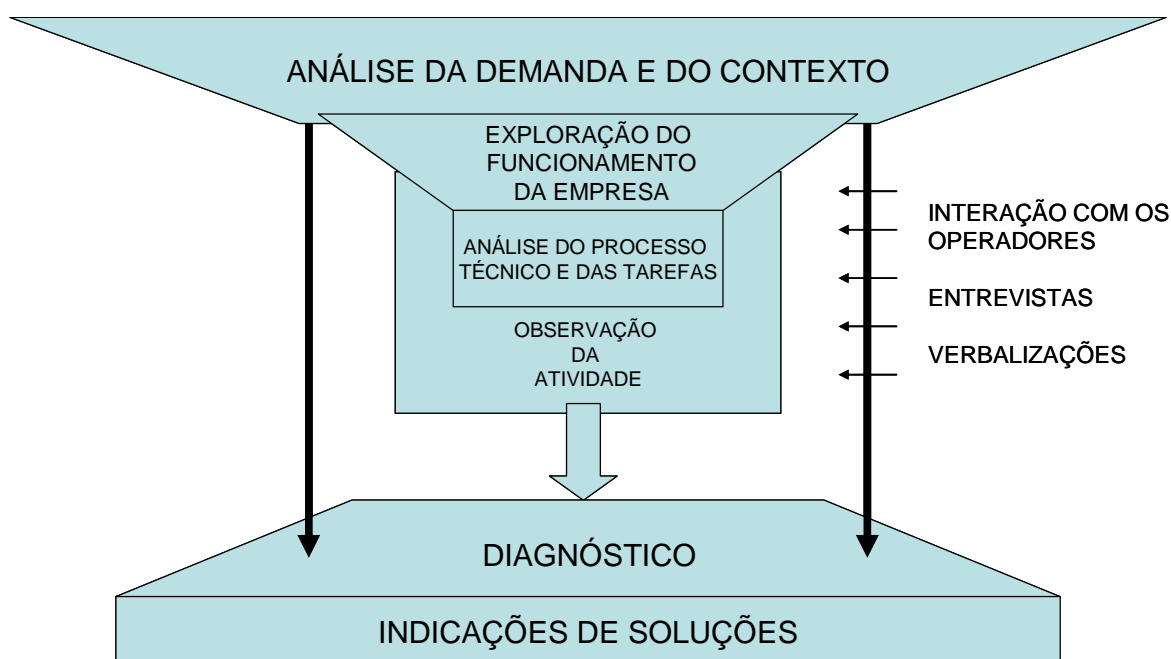 ANÁLISE DA DEMANDA E DO CONTEXTO
EXPLORAÇÃO DO
FUNCIONAMENTO
DA EMPRESA
ANÁLISE DO PROCESSO
TÉCNICO E DAS TAREFAS
OBSERVAÇÃO
DA
ATIVIDADE
INTERAÇÃO COM OS
OPERADORES
ENTREVISTAS
VERBALIZAÇÕES
DIAGNÓSTICO
INDICAÇÕES DE SOLUÇÕES